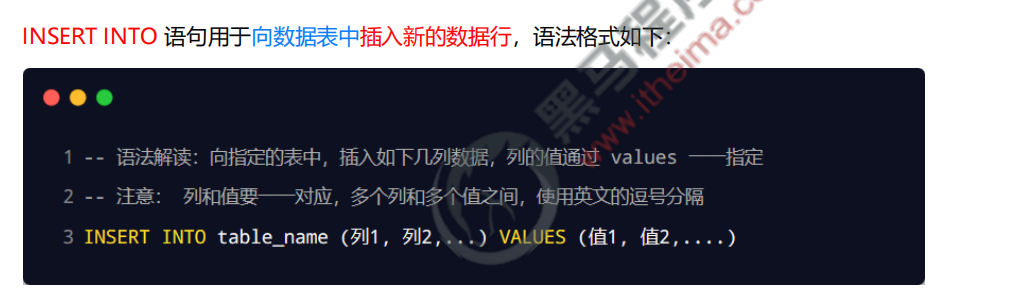 INSERT INTO 语句用于向数据表中插入新的数据行，语法格式如下：
1 -- 语法解读：向指定的表中，插入如下几列数据，列的值通过 values 一一指定
2 -- 注意： 列和值要一一对应，多个列和多个值之间，使用英文的逗号分隔
3 INSERT INTO table_name (列1, 列2,...) VALUES (值1, 值2,....)
黑马程序
www.itheima.c